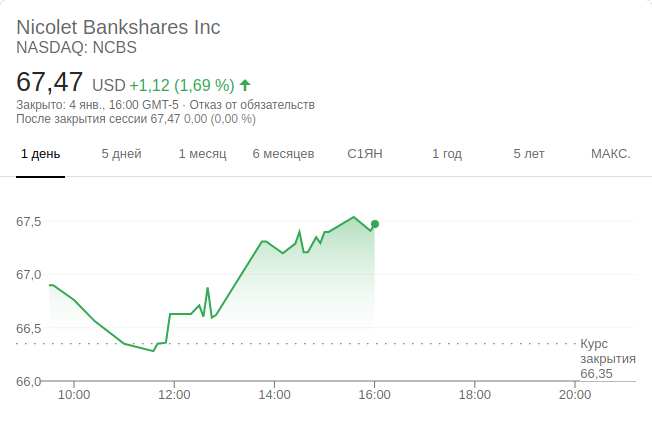 Nicolet Bankshares Inc
NASDAQ: NCBS
67,47 USD +1,12 (1,69 %)
Закрыто: 4 янв., 16:00 GMT-5 · Отказ от обязательств
После закрытия сессии 67,47 0,00 (0,00 %)
1 день 5 дней 1 месяц 6 месяцев С1ЯН 1 год 5 лет МАКС.
67,5
67,0
66,5
Курс
закрытия
66,35
66,0
10:00 12:00 14:00 16:00 18:00 20:00